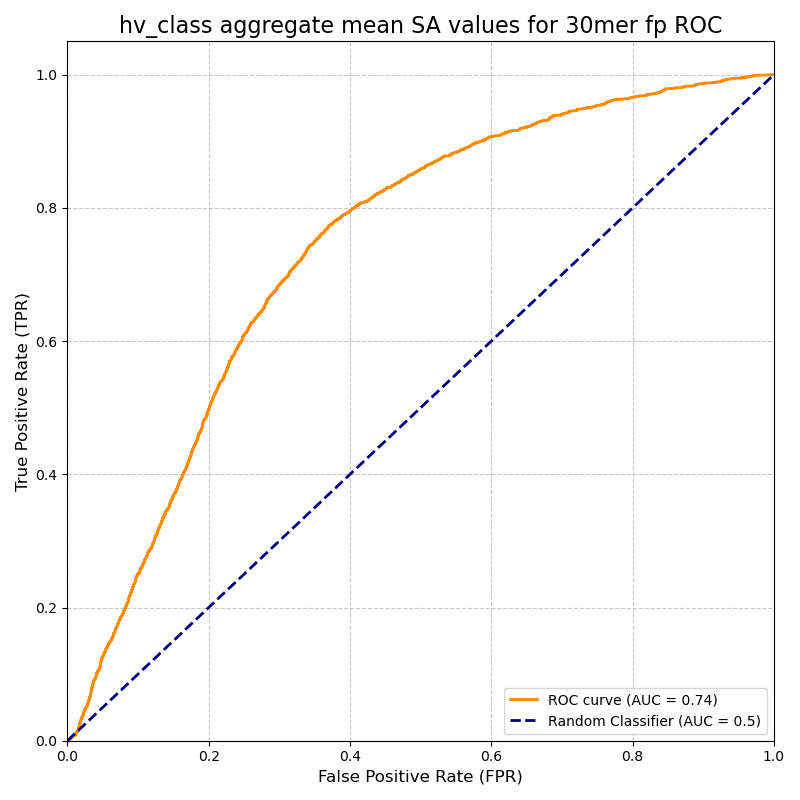 hv_class aggregate mean SA values for 30mer fp ROC
True Positive Rate (TPR)
1.0
0.8
0.6
0.4
0.2
0.0
0.0 0.2 0.4 0.6 0.8 1.0
False Positive Rate (FPR)
ROC curve (AUC = 0.74)
Random Classifier (AUC = 0.5)